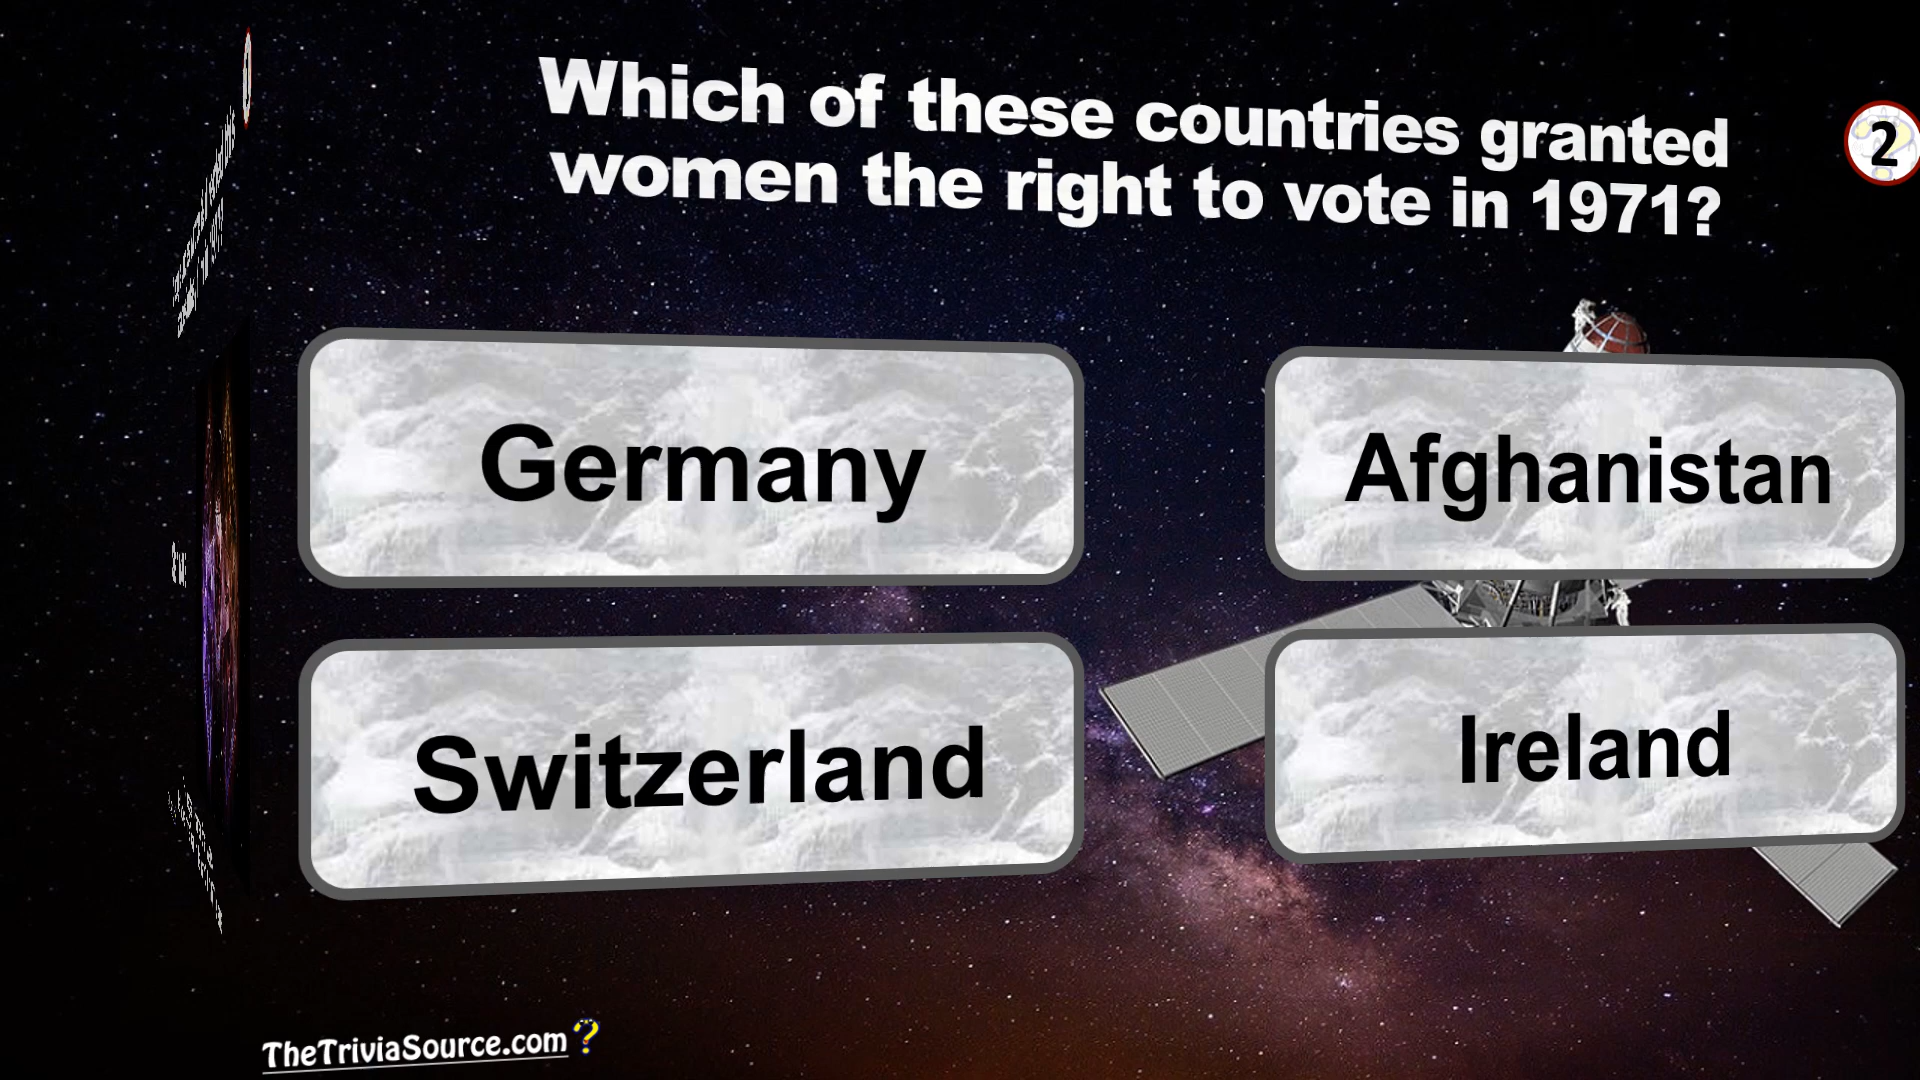 Which of these countries granted
women the right to vote in 1971?
2
Germany
Afghanistan
Switzerland
Ireland
TheTriviaSource.com?